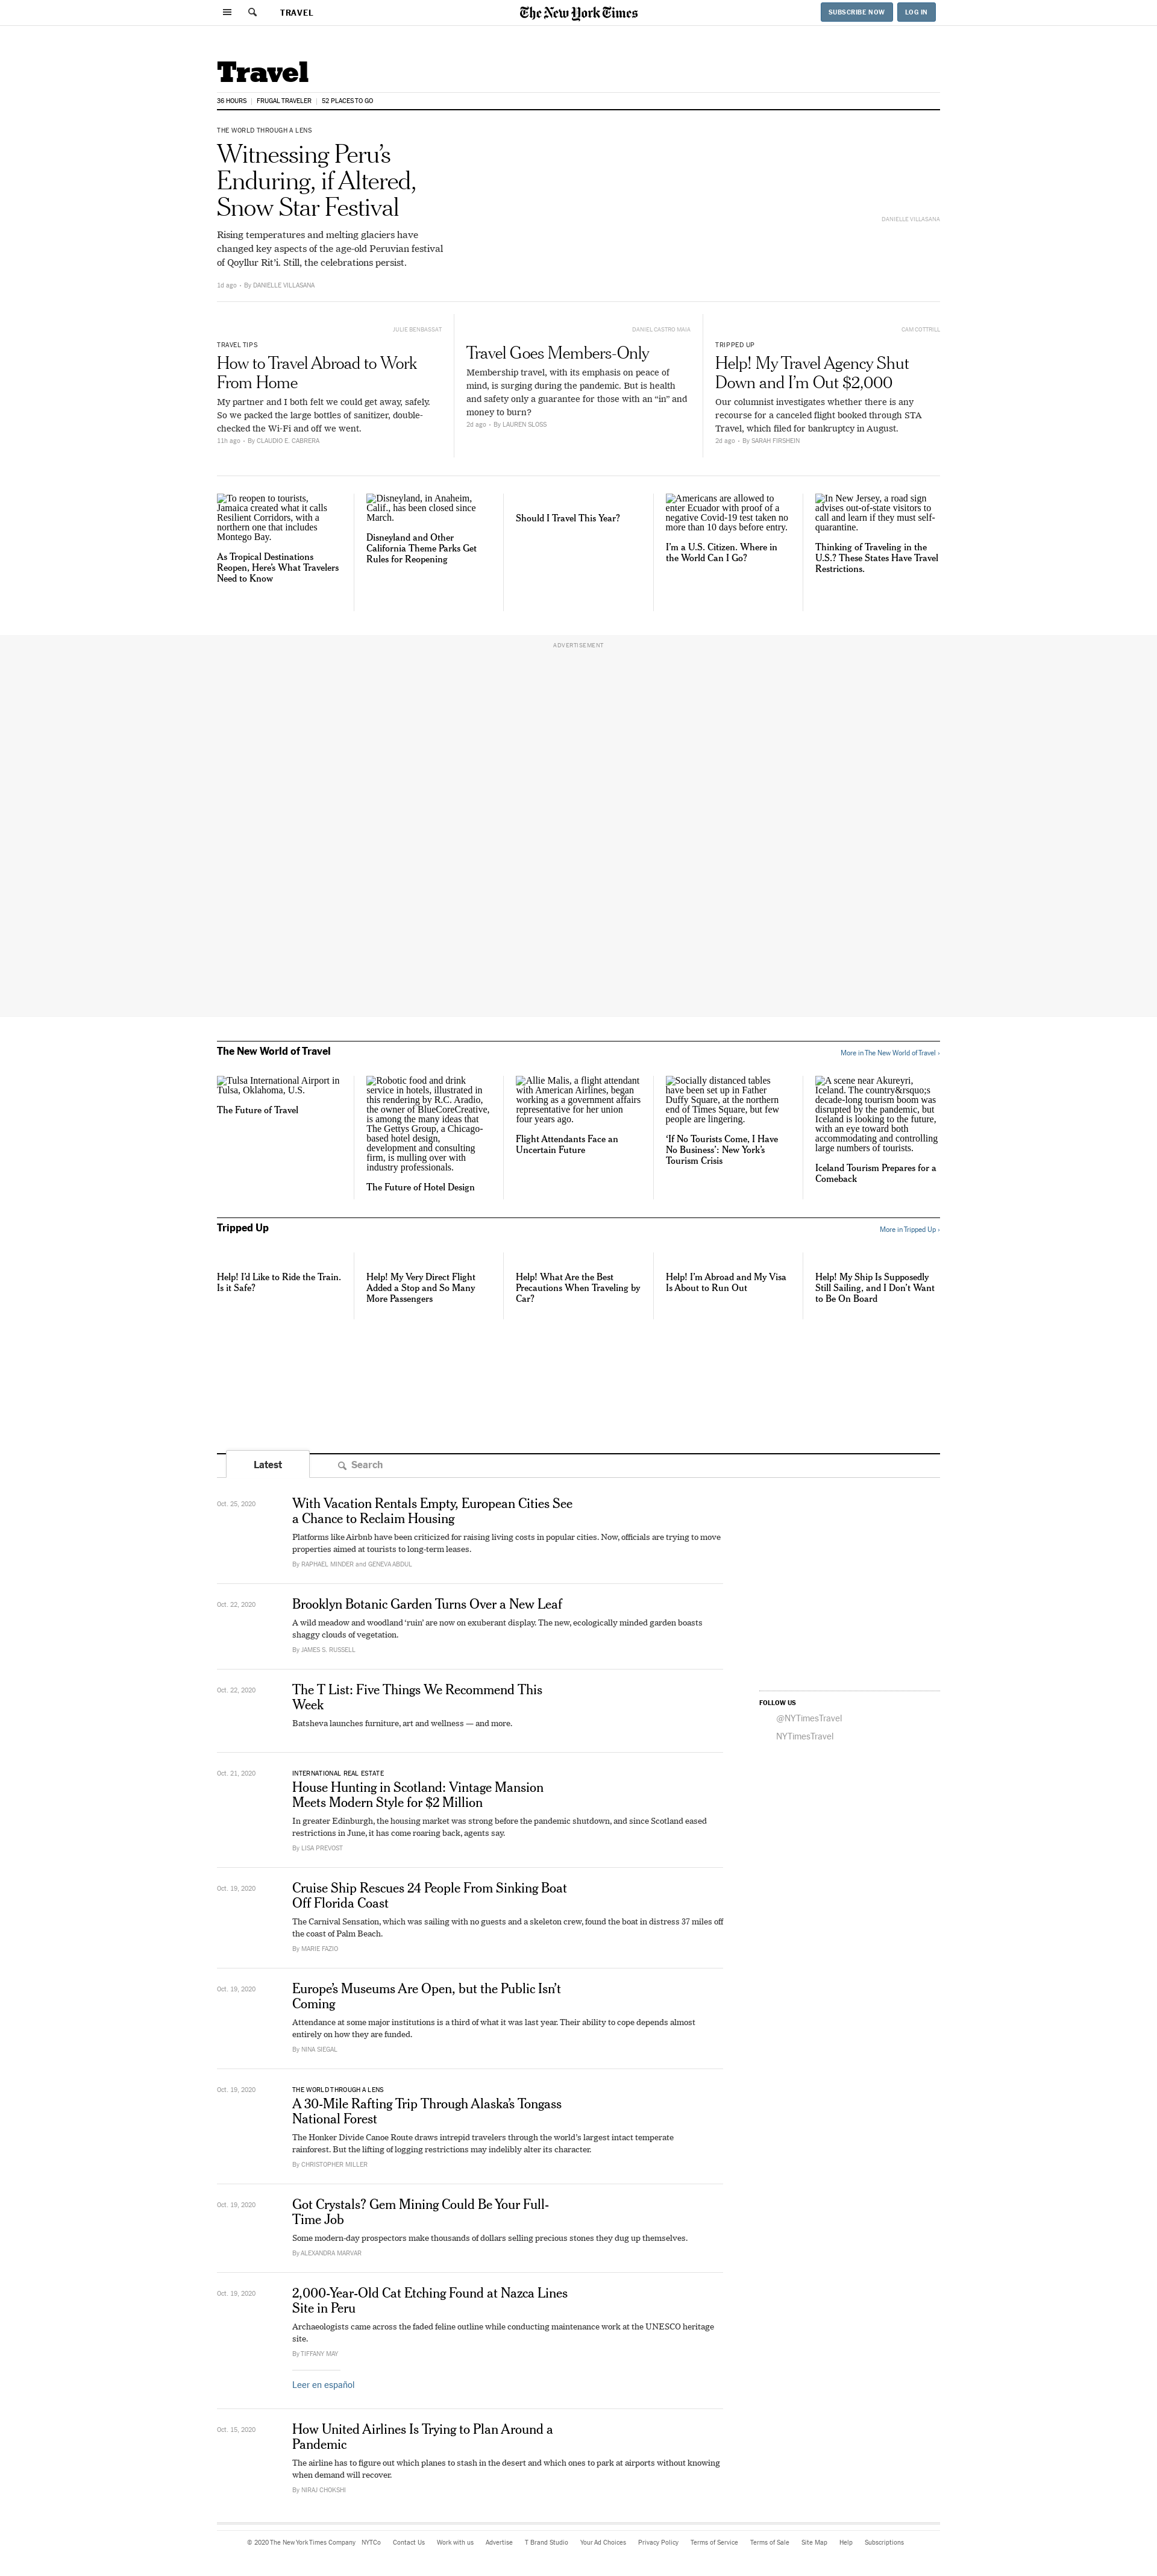 TRAVEL
The New York Times
SUBSCRIBE NOW
LOG IN
Travel
36 HOURS
FRUGAL TRAVELER
52 PLACES TO GO
THE WORLD THROUGH A LENS
Witnessing Peru’s
Enduring, if Altered,
Snow Star Festival
Rising temperatures and melting glaciers have
changed key aspects of the age-old Peruvian festival
of Qoyllur Rit’i. Still, the celebrations persist.
1d ago • By DANIELLE VILLASANA
DANIELLE VILLASANA
JULIE BENBASSAT
TRAVEL TIPS
How to Travel Abroad to Work
From Home
My partner and I both felt we could get away, safely.
So we packed the large bottles of sanitizer, double-
checked the Wi-Fi and off we went.
11h ago • By CLAUDIO E. CABRERA
DANIEL CASTRO MAIA
Travel Goes Members-Only
Membership travel, with its emphasis on peace of
mind, is surging during the pandemic. But is health
and safety only a guarantee for those with an “in” and
money to burn?
2d ago • By LAUREN SLOSS
CAM COTTRILL
TRIPPED UP
Help! My Travel Agency Shut
Down and I’m Out $2,000
Our columnist investigates whether there is any
recourse for a canceled flight booked through STA
Travel, which filed for bankruptcy in August.
2d ago • By SARAH FIRSHEIN
To reopen to tourists,
Jamaica created what it calls
Resilient Corridors, with a
northern one that includes
Montego Bay.
As Tropical Destinations
Reopen, Here’s What Travelers
Need to Know
Disneyland, in Anaheim,
Calif., has been closed since
March.
Disneyland and Other
California Theme Parks Get
Rules for Reopening
Should I Travel This Year?
Americans are allowed to
enter Ecuador with proof of a
negative Covid-19 test taken no
more than 10 days before entry.
I’m a U.S. Citizen. Where in
the World Can I Go?
In New Jersey, a road sign
advises out-of-state visitors to
call and learn if they must self-
quarantine.
Thinking of Traveling in the
U.S.? These States Have Travel
Restrictions.
ADVERTISEMENT
The New World of Travel
More in The New World of Travel ›
Tulsa International Airport in
Tulsa, Oklahoma, U.S.
The Future of Travel
Robotic food and drink
service in hotels, illustrated in
this rendering by R.C. Aradio,
the owner of BlueCoreCreative,
is among the many ideas that
The Gettys Group, a Chicago-
based hotel design,
development and consulting
firm, is mulling over with
industry professionals.
The Future of Hotel Design
Allie Malis, a flight attendant
with American Airlines, began
working as a government affairs
representative for her union
four years ago.
Flight Attendants Face an
Uncertain Future
Socially distanced tables
have been set up in Father
Duffy Square, at the northern
end of Times Square, but few
people are lingering.
‘If No Tourists Come, I Have
No Business’: New York’s
Tourism Crisis
A scene near Akureyri,
Iceland. The country&rsquo;s
decade-long tourism boom was
disrupted by the pandemic, but
Iceland is looking to the future,
with an eye toward both
accommodating and controlling
large numbers of tourists.
Iceland Tourism Prepares for a
Comeback
Tripped Up
More in Tripped Up ›
Help! I’d Like to Ride the Train.
Is it Safe?
Help! My Very Direct Flight
Added a Stop and So Many
More Passengers
Help! What Are the Best
Precautions When Traveling by
Car?
Help! I’m Abroad and My Visa
Is About to Run Out
Help! My Ship Is Supposedly
Still Sailing, and I Don’t Want
to Be On Board
Latest
Search
Oct. 25, 2020
With Vacation Rentals Empty, European Cities See
a Chance to Reclaim Housing
Platforms like Airbnb have been criticized for raising living costs in popular cities. Now, officials are trying to move
properties aimed at tourists to long-term leases.
By RAPHAEL MINDER and GENEVA ABDUL
Oct. 22, 2020
Brooklyn Botanic Garden Turns Over a New Leaf
A wild meadow and woodland ‘ruin’ are now on exuberant display. The new, ecologically minded garden boasts
shaggy clouds of vegetation.
By JAMES S. RUSSELL
Oct. 22, 2020
The T List: Five Things We Recommend This
Week
Batsheva launches furniture, art and wellness — and more.
FOLLOW US
@NYTimesTravel
NYTimesTravel
Oct. 21, 2020
INTERNATIONAL REAL ESTATE
House Hunting in Scotland: Vintage Mansion
Meets Modern Style for $2 Million
In greater Edinburgh, the housing market was strong before the pandemic shutdown, and since Scotland eased
restrictions in June, it has come roaring back, agents say.
By LISA PREVOST
Oct. 19, 2020
Cruise Ship Rescues 24 People From Sinking Boat
Off Florida Coast
The Carnival Sensation, which was sailing with no guests and a skeleton crew, found the boat in distress 37 miles off
the coast of Palm Beach.
By MARIE FAZIO
Oct. 19, 2020
Europe’s Museums Are Open, but the Public Isn’t
Coming
Attendance at some major institutions is a third of what it was last year. Their ability to cope depends almost
entirely on how they are funded.
By NINA SIEGAL
Oct. 19, 2020
THE WORLD THROUGH A LENS
A 30-Mile Rafting Trip Through Alaska’s Tongass
National Forest
The Honker Divide Canoe Route draws intrepid travelers through the world’s largest intact temperate
rainforest. But the lifting of logging restrictions may indelibly alter its character.
By CHRISTOPHER MILLER
Oct. 19, 2020
Got Crystals? Gem Mining Could Be Your Full-
Time Job
Some modern-day prospectors make thousands of dollars selling precious stones they dug up themselves.
By ALEXANDRA MARVAR
Oct. 19, 2020
2,000-Year-Old Cat Etching Found at Nazca Lines
Site in Peru
Archaeologists came across the faded feline outline while conducting maintenance work at the UNESCO heritage
site.
By TIFFANY MAY
Leer en español
Oct. 15, 2020
How United Airlines Is Trying to Plan Around a
Pandemic
The airline has to figure out which planes to stash in the desert and which ones to park at airports without knowing
when demand will recover.
By NIRAJ CHOKSHI
© 2020 The New York Times Company NYTCo Contact Us Work with us Advertise T Brand Studio Your Ad Choices Privacy Policy Terms of Service Terms of Sale Site Map Help Subscriptions